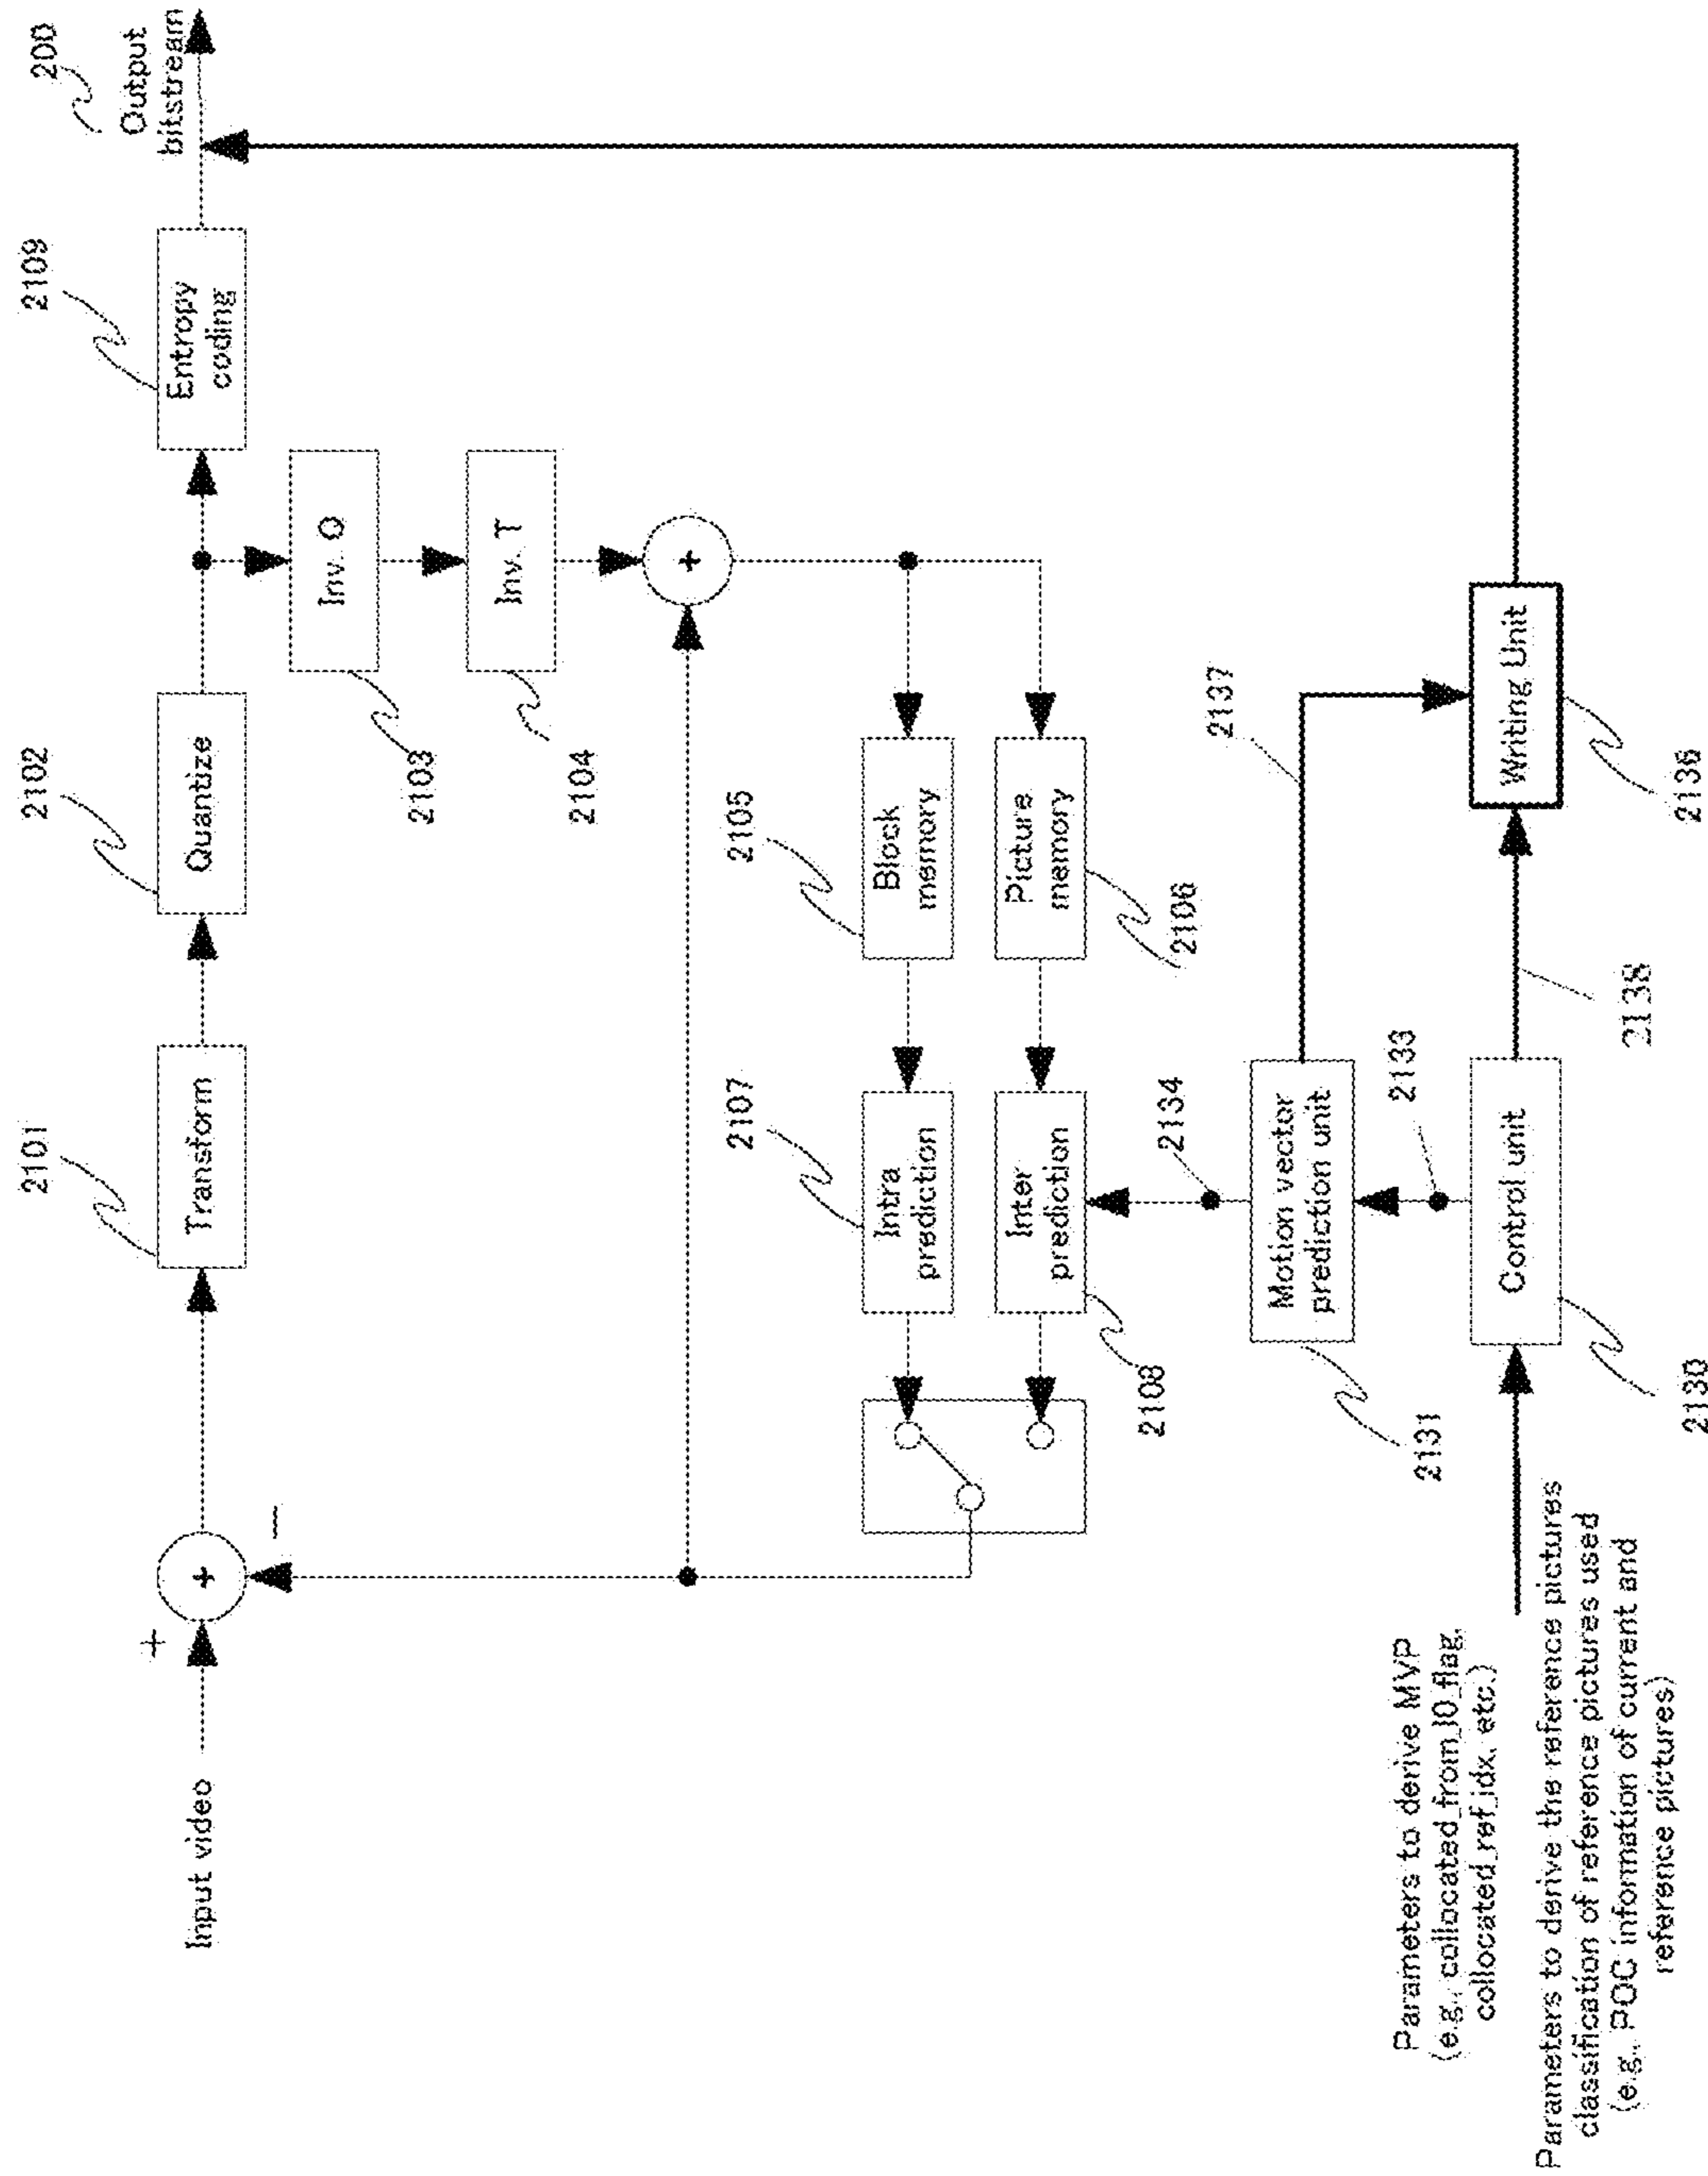 200
Output
bitstream
2109
Entropy
coding
2102
Quantize
2101
Transform
+
+
−
Input video
Inv. Q
2103
Inv. T
2104
+
2105
Block
memory
Picture
memory
2106
2107
Intra
prediction
Inter
prediction
2108
2134
2137
Motion vector
prediction unit
2131
2133
Control unit
2130
2138
Writing Unit
2136
Parameters to derive MVP
(e.g., collocated_from_l0_flag,
collocated_ref_idx, etc.)
Parameters to derive the reference pictures
classification of reference pictures used
(e.g., POC information of current and
reference pictures)